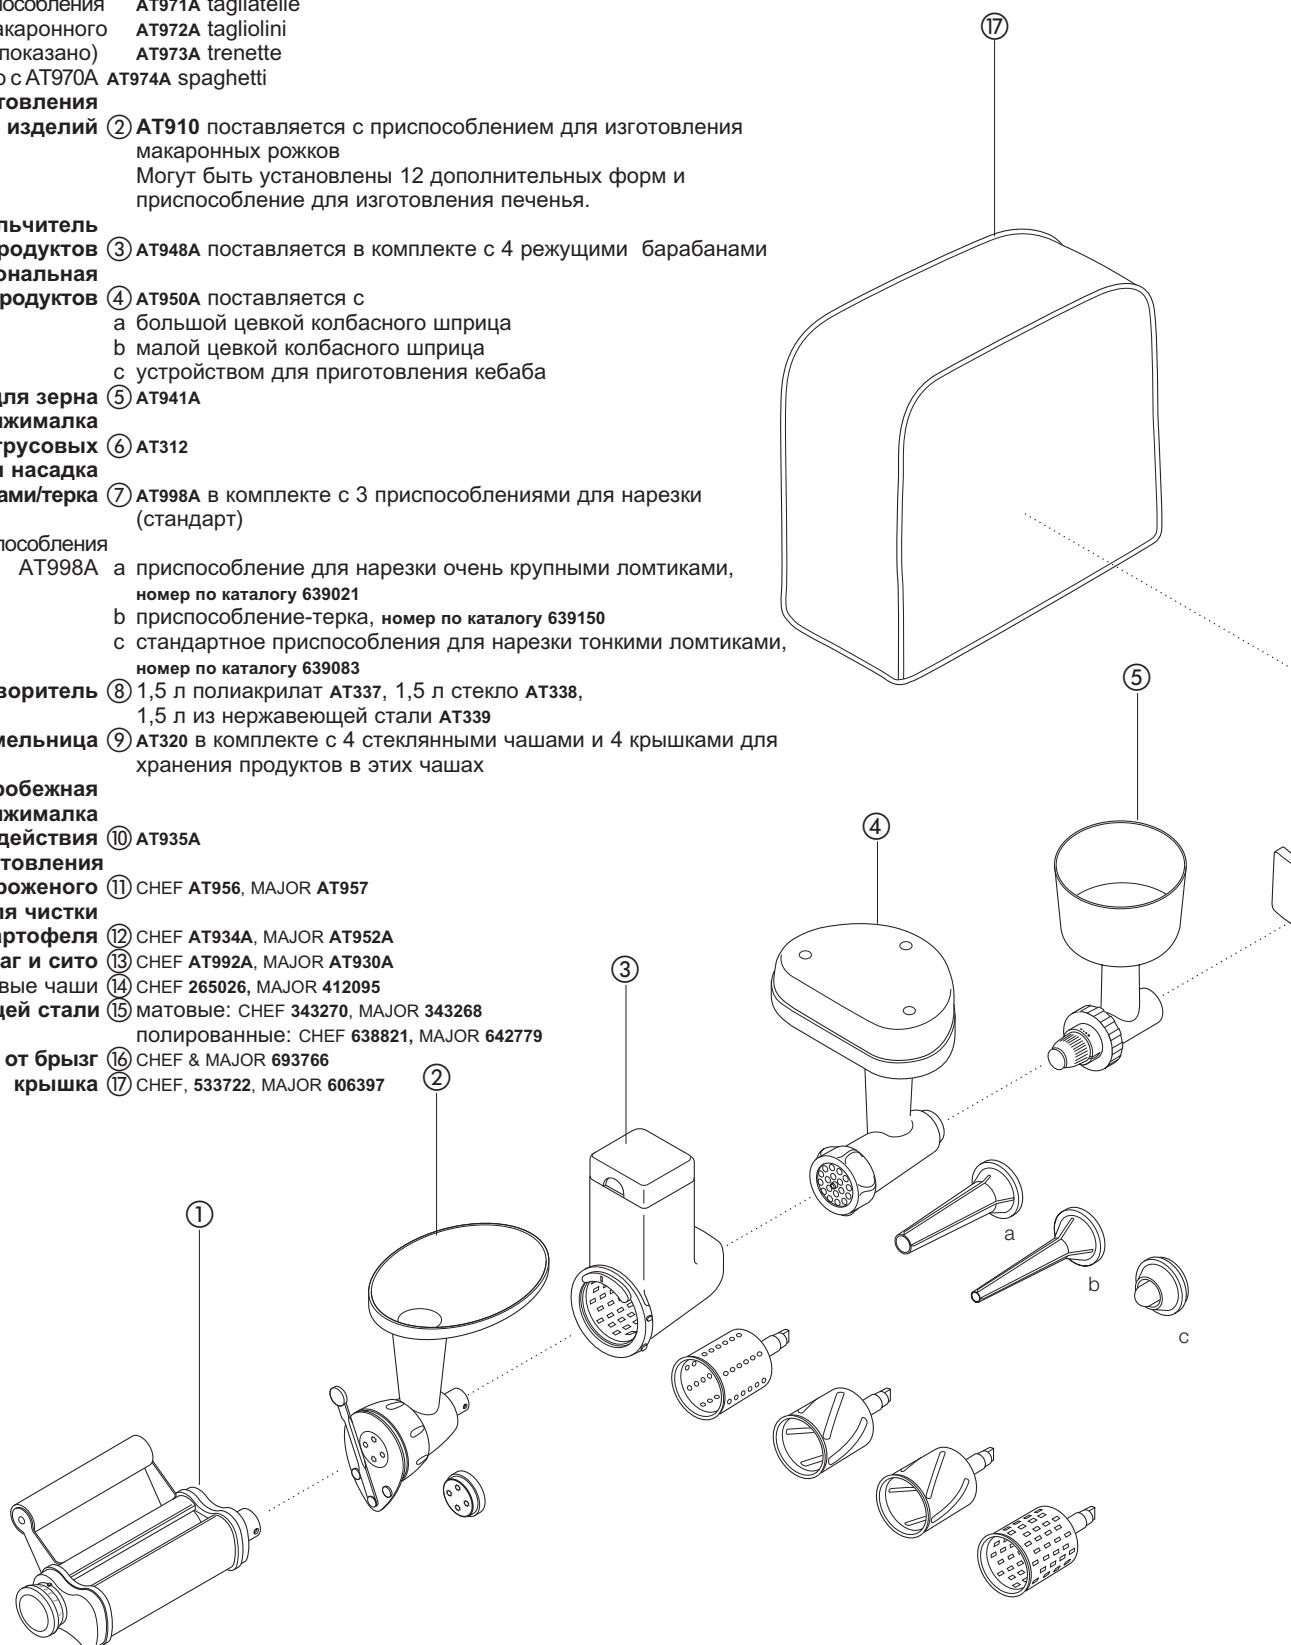 пособления AT971A tagliatelle
акаронного AT972A tagliolini
показано) AT973A trenette
о с AT970A AT974A spaghetti
товления
изделий ② AT910 поставляется с приспособлением для изготовления
макаронных рожков
Могут быть установлены 12 дополнительных форм и
приспособление для изготовления печенья.
льчитель
родуктов ③ AT948A поставляется в комплекте с 4 режущими барабанами
ональная
родуктов ④ AT950A поставляется с
a большой цевкой колбасного шприца
b малой цевкой колбасного шприца
c устройством для приготовления кебаба
для зерна ⑤ AT941A
ыжималка
трусовых ⑥ AT312
я насадка
ами/терка ⑦ AT998A в комплекте с 3 приспособлениями для нарезки
(стандарт)
пособления
AT998A a приспособление для нарезки очень крупными ломтиками,
номер по каталогу 639021
b приспособление-терка, номер по каталогу 639150
c стандартное приспособления для нарезки тонкими ломтиками,
номер по каталогу 639083
воритель ⑧ 1,5 л полиакрилат AT337, 1,5 л стекло AT338,
1,5 л из нержавеющей стали AT339
мельница ⑨ AT320 в комплекте с 4 стеклянными чашами и 4 крышками для
хранения продуктов в этих чашах
робежная
ыжималка
действия ⑩ AT935A
товления
роженого ⑪ CHEF AT956, MAJOR AT957
ля чистки
артофеля ⑫ CHEF AT934A, MAJOR AT952A
аг и сито ⑬ CHEF AT992A, MAJOR AT930A
вые чаши ⑭ CHEF 265026, MAJOR 412095
щей стали ⑮ матовые: CHEF 343270, MAJOR 343268
полированные: CHEF 638821, MAJOR 642779
от брызг ⑯ CHEF & MAJOR 693766
крышка ⑰ CHEF, 533722, MAJOR 606397
⑰
⑤
④
③
②
①
a
b
c